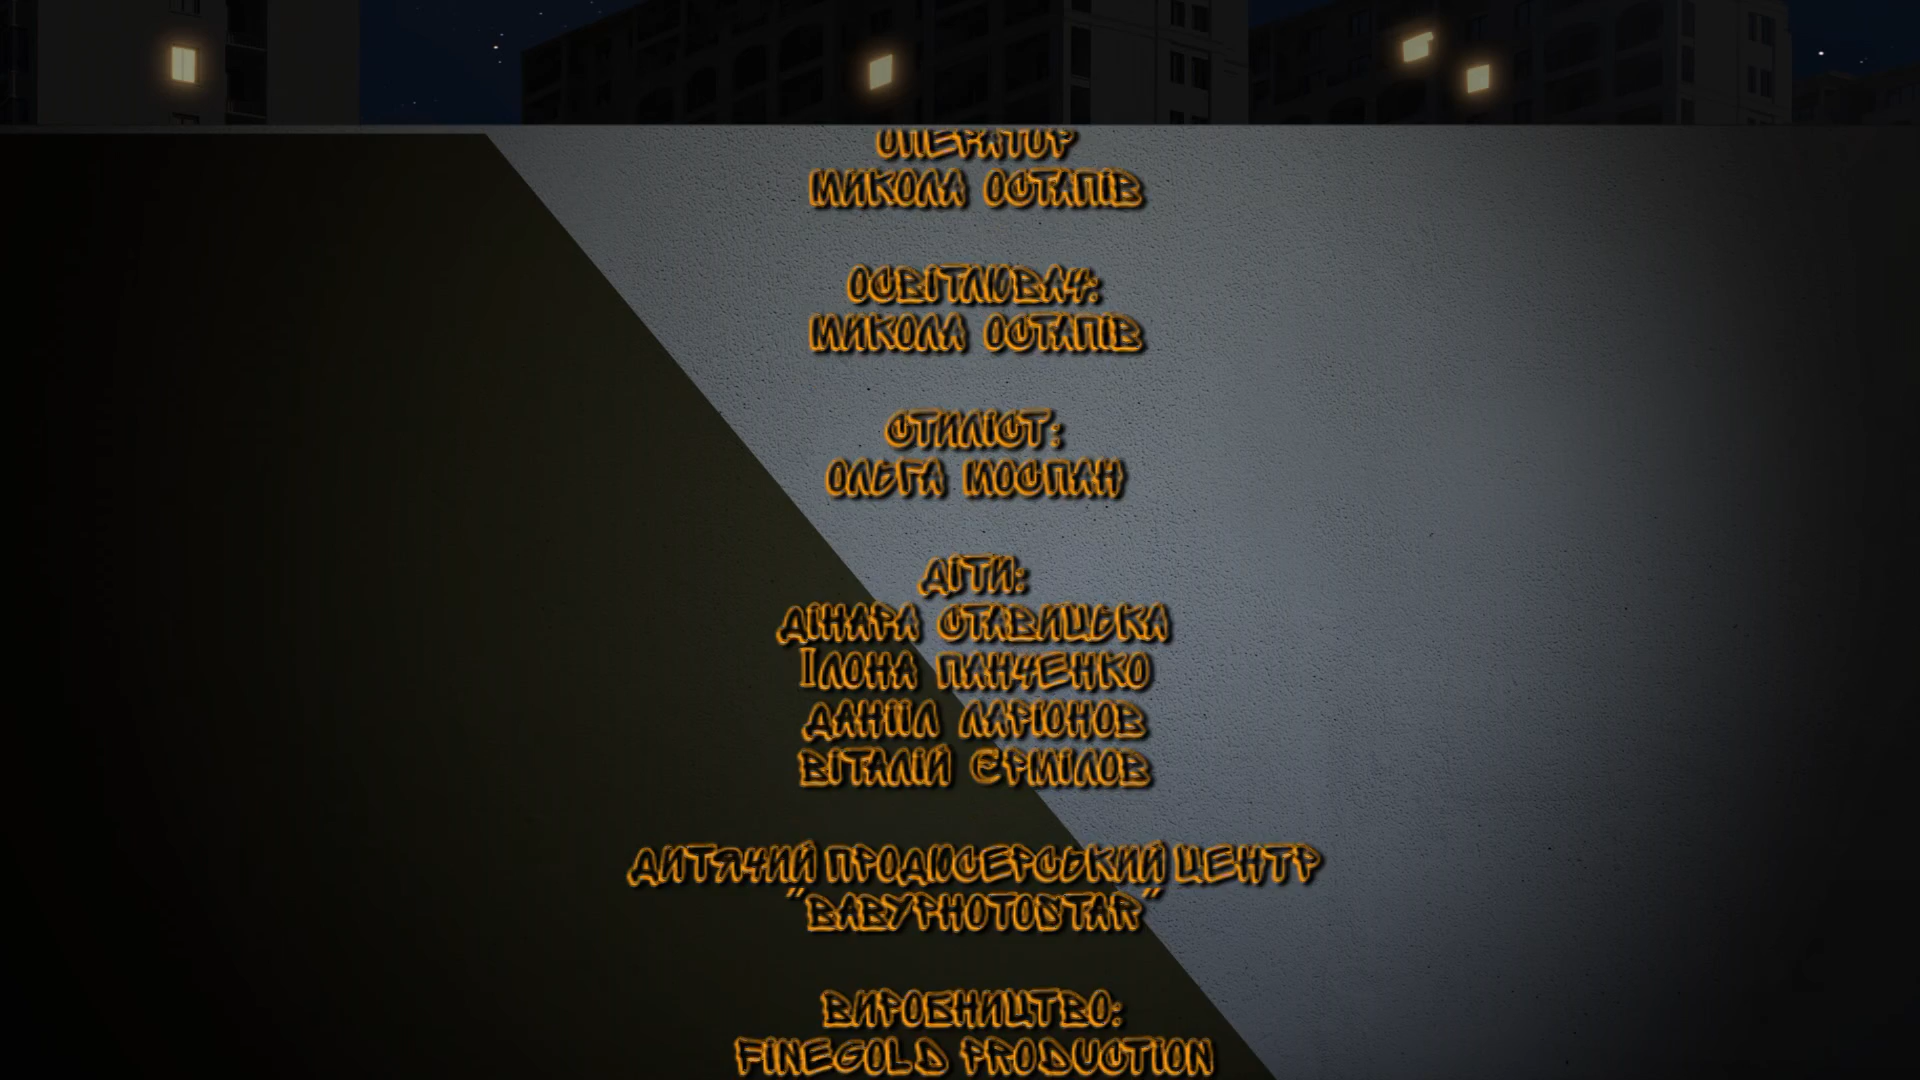 ОПЕРАТОР
МИКОЛА ОСТАПІВ
ОСВІТЛЮВАЧ:
МИКОЛА ОСТАПІВ
СТИЛІСТ:
ОЛЬГА МОСПАН
ДІТИ:
ДІНАРА СТАВИЦЬКА
ІЛОНА ПАНЧЕНКО
ДАНІІЛ ЛАРІОНОВ
ВІТАЛІЙ ЄРМІЛОВ
ДИТЯЧИЙ ПРОДЮСЕРСЬКИЙ ЦЕНТР
"BABYPHOTOSTAR"
ВИРОБНИЦТВО:
FINEGOLD PRODUCTION